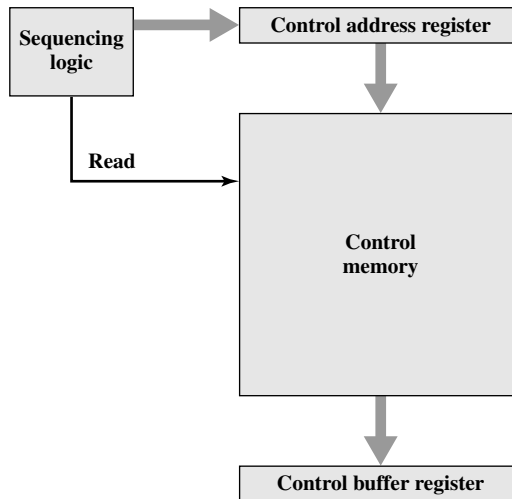 Sequencing
logic
Control address register
Read
Control
memory
Control buffer register